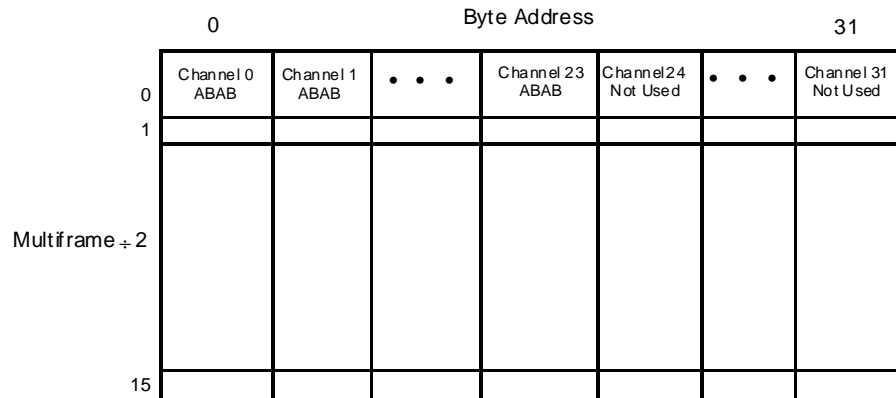 Byte Address
0
31
Channel 0
ABAB
Channel 1
ABAB
• • •
Channel 23
ABAB
Channel24
Not Used
• • •
Channel 31
Not Used
0
1
Multiframe ÷ 2
15